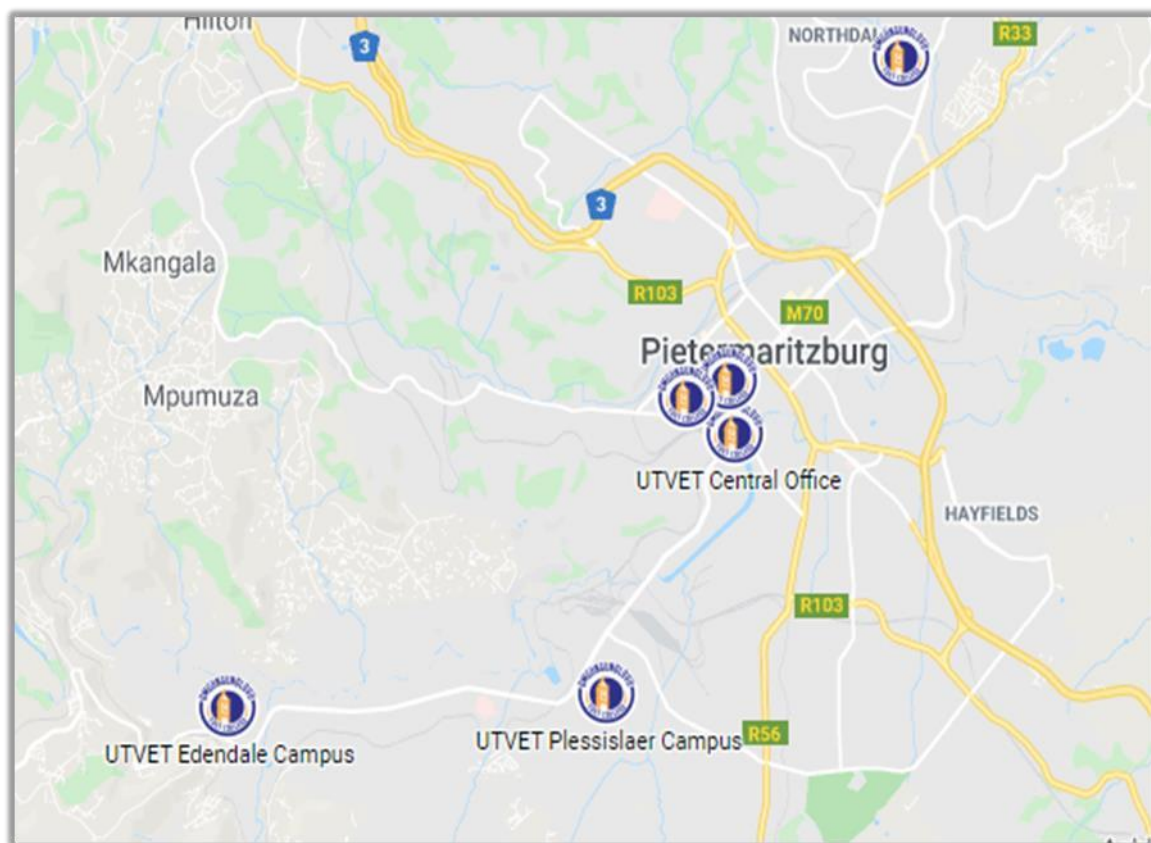 Hilton
3
NORTHDAL
R33
3
Mkangala
R103
M70
Pietermaritzburg
Mpumuza
UTVET Central Office
HAYFIELDS
R103
UTVET Edendale Campus
UTVET Plessislaer Campus
R56